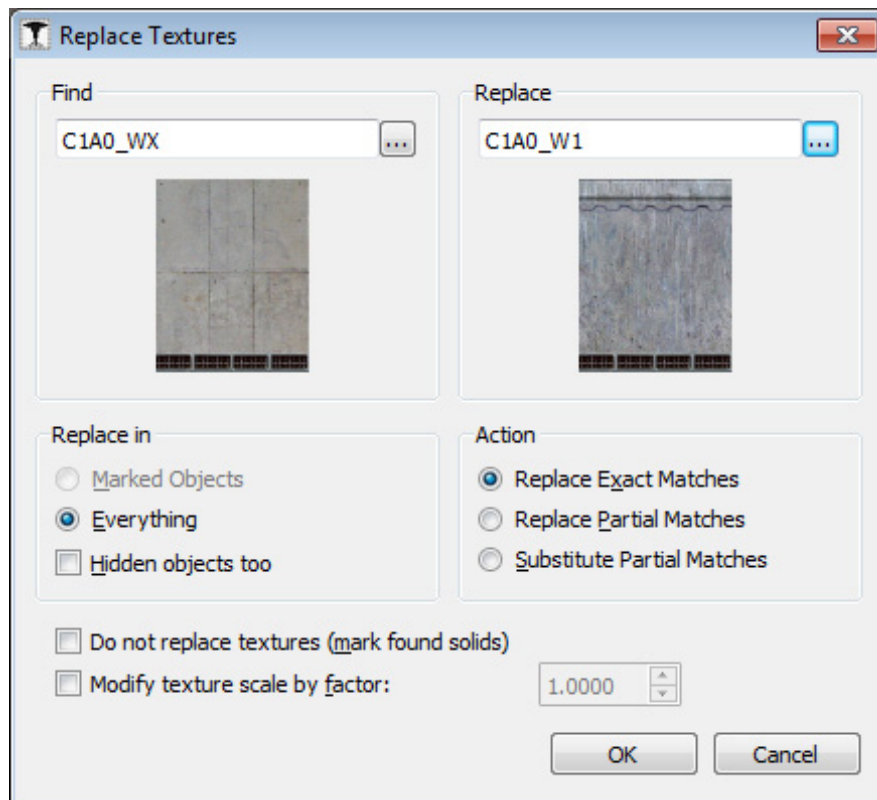 Replace Textures
Find
C1A0_WX
...
Replace
C1A0_W1
...
Replace in
Marked Objects
Everything
Hidden objects too
Action
Replace Exact Matches
Replace Partial Matches
Substitute Partial Matches
Do not replace textures (mark found solids)
Modify texture scale by factor:
1.0000
OK
Cancel